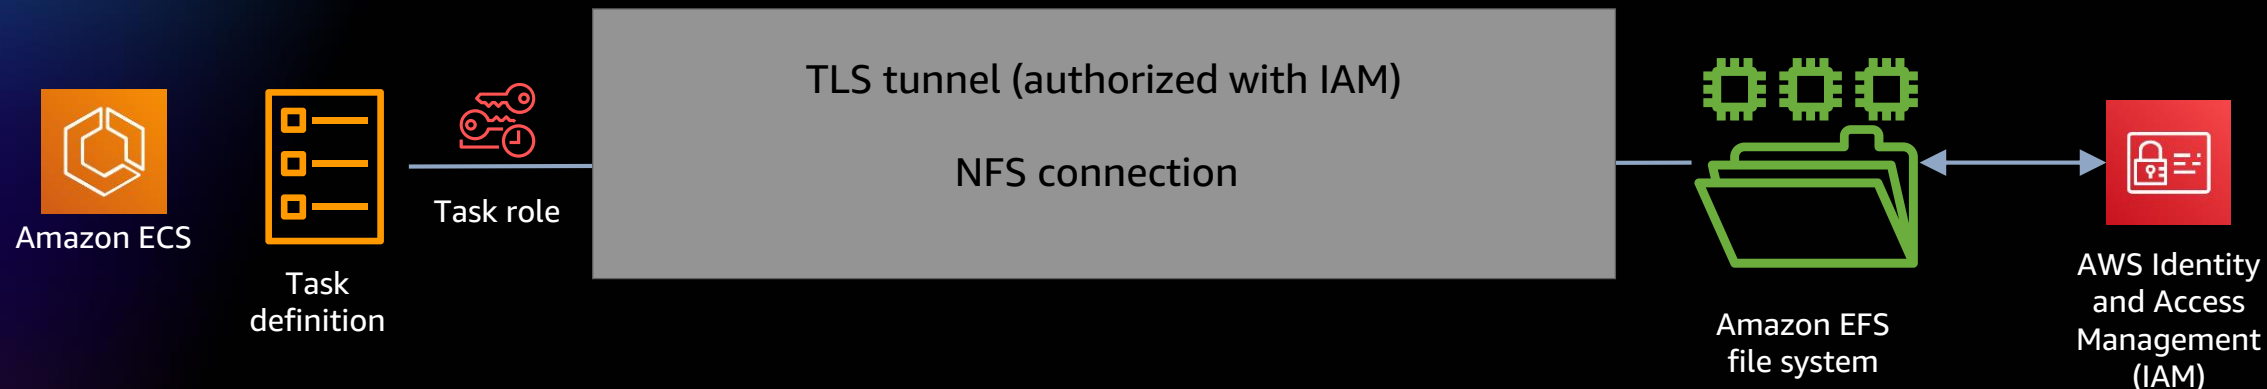 Amazon ECS
Task
definition
Task role
TLS tunnel (authorized with IAM)
NFS connection
Amazon EFS
file system
AWS Identity
and Access
Management
(IAM)